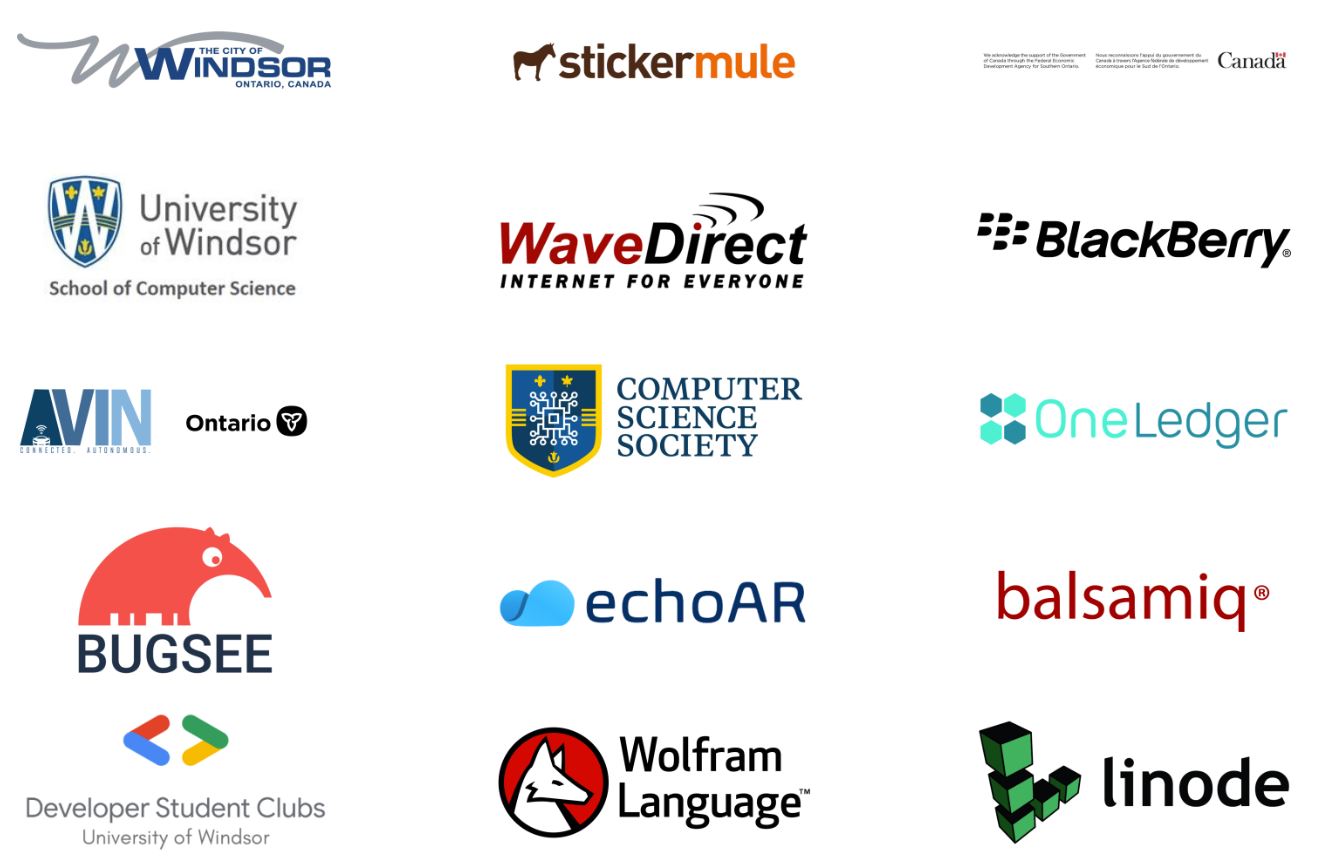 THE CITY OF
WINDSOR
ONTARIO, CANADA
stickermule
We acknowledge the support of the Government
of Canada through the Federal Economic
Development Agency for Southern Ontario.
Nous reconnaissons l'appui du gouvernement du
Canada à travers l'Agence fédérale de développement
économique pour le Sud de l'Ontario.
Canada
University
of Windsor
School of Computer Science
WaveDirect
INTERNET FOR EVERYONE
BlackBerry®
AVIN
CONNECTED. AUTONOMOUS.
Ontario
COMPUTER
SCIENCE
SOCIETY
OneLedger
BUGSEE
echoAR
balsamiq®
Developer Student Clubs
University of Windsor
Wolfram
Language™
linode